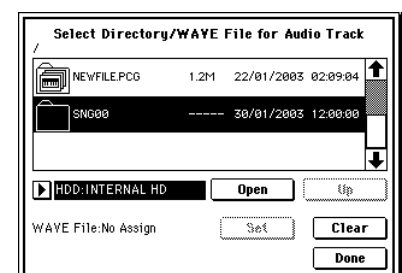 Select Directory/WAVE File for Audio Track
/
NEWFILE.PCG 1.2M 22/01/2003 02:09:04
SNG00 ----- 30/01/2003 12:00:00
HDD:INTERNAL HD Open Up
WAVE File:No Assign Set Clear
Done